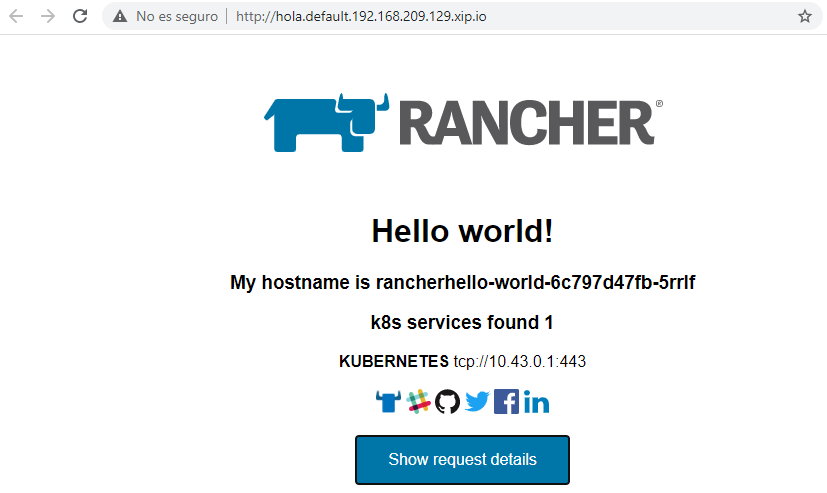 No es seguro | http://hola.default.192.168.209.129.xip.io
RANCHER®
Hello world!
My hostname is rancherhello-world-6c797d47fb-5rrlf
k8s services found 1
KUBERNETES tcp://10.43.0.1:443
in
Show request details